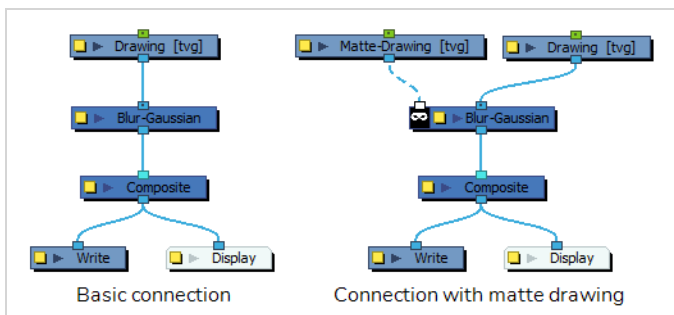 Drawing [tvg]
Blur-Gaussian
Composite
Write
Display
Basic connection
Matte-Drawing [tvg]
Drawing [tvg]
Blur-Gaussian
Composite
Write
Display
Connection with matte drawing